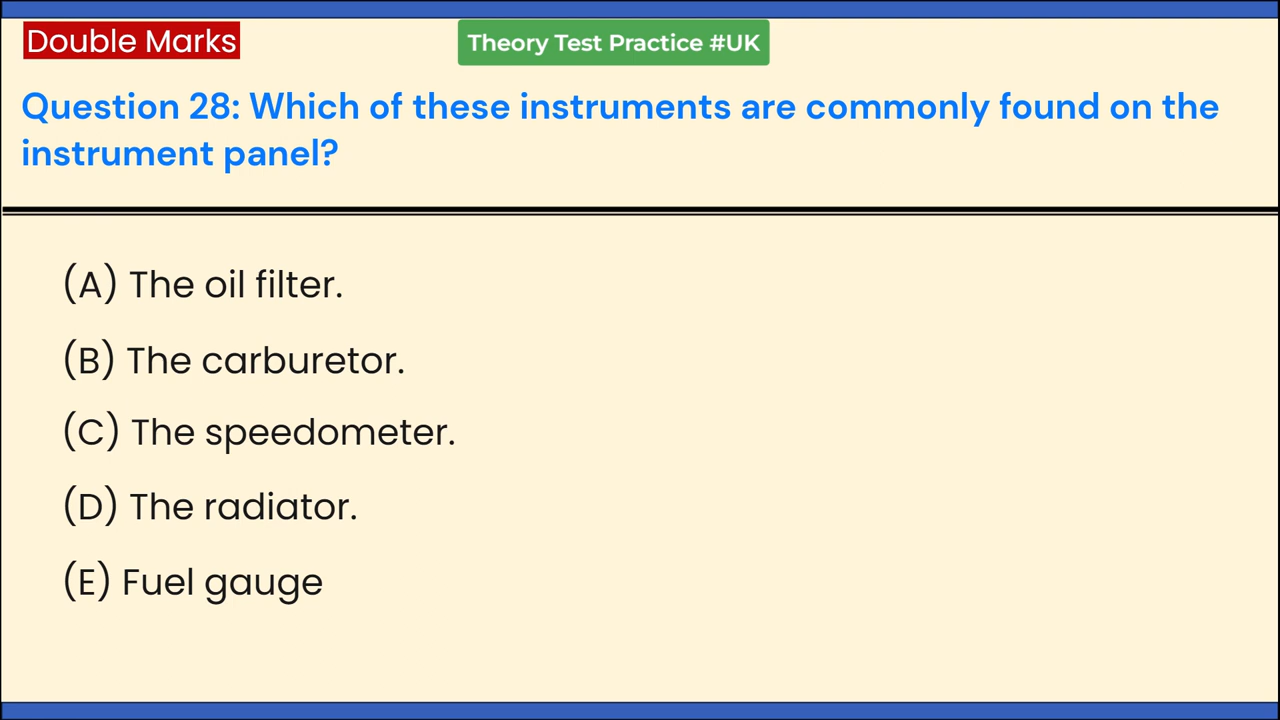 Double Marks
Theory Test Practice #UK
Question 28: Which of these instruments are commonly found on the
instrument panel?
(A) The oil filter.
(B) The carburetor.
(C) The speedometer.
(D) The radiator.
(E) Fuel gauge